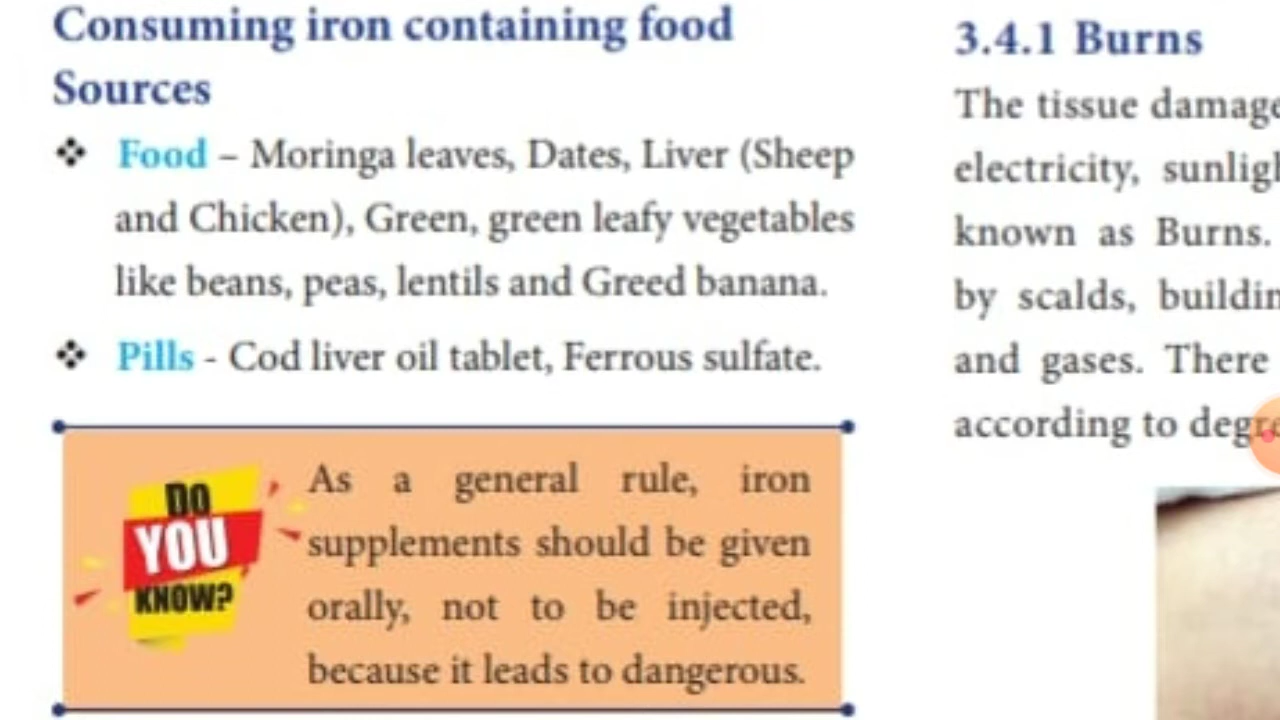 Consuming iron containing food
Sources
❖ Food – Moringa leaves, Dates, Liver (Sheep
and Chicken), Green, green leafy vegetables
like beans, peas, lentils and Greed banana.
❖ Pills - Cod liver oil tablet, Ferrous sulfate.
DO
YOU
KNOW?
As a general rule, iron
supplements should be given
orally, not to be injected,
because it leads to dangerous.
3.4.1 Burns
The tissue damage
electricity,
known as Burns.
by scalds,
and gases. There
according to